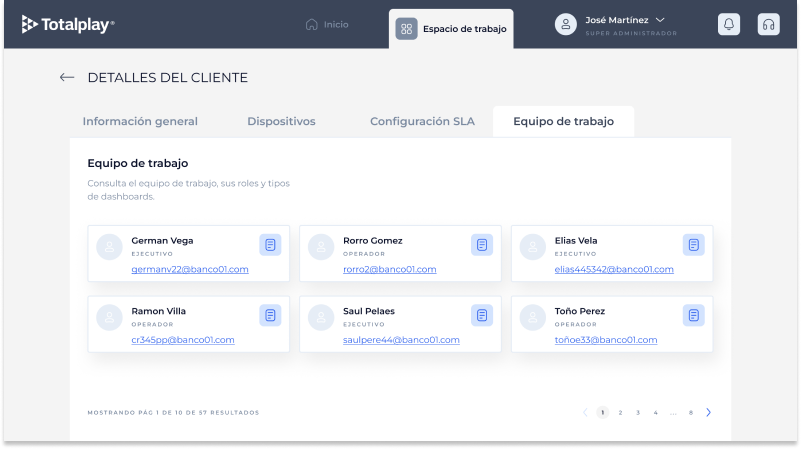 Totalplay®
Inicio
Espacio de trabajo
José Martínez
SUPER ADMINISTRADOR
DETALLES DEL CLIENTE
Información general
Dispositivos
Configuración SLA
Equipo de trabajo
Equipo de trabajo
Consulta el equipo de trabajo, sus roles y tipos
de dashboards.
German Vega
EJECUTIVO
germanv22@banco01.com
Rorro Gomez
OPERADOR
rorro2@banco01.com
Elias Vela
EJECUTIVO
elias445342@banco01.com
Ramon Villa
OPERADOR
cr345pp@banco01.com
Saul Pelaes
EJECUTIVO
saulpere44@banco01.com
Toño Perez
OPERADOR
toñoe33@banco01.com
MOSTRANDO PÁG 1 DE 10 DE 57 RESULTADOS
1 2 3 4 ... 8